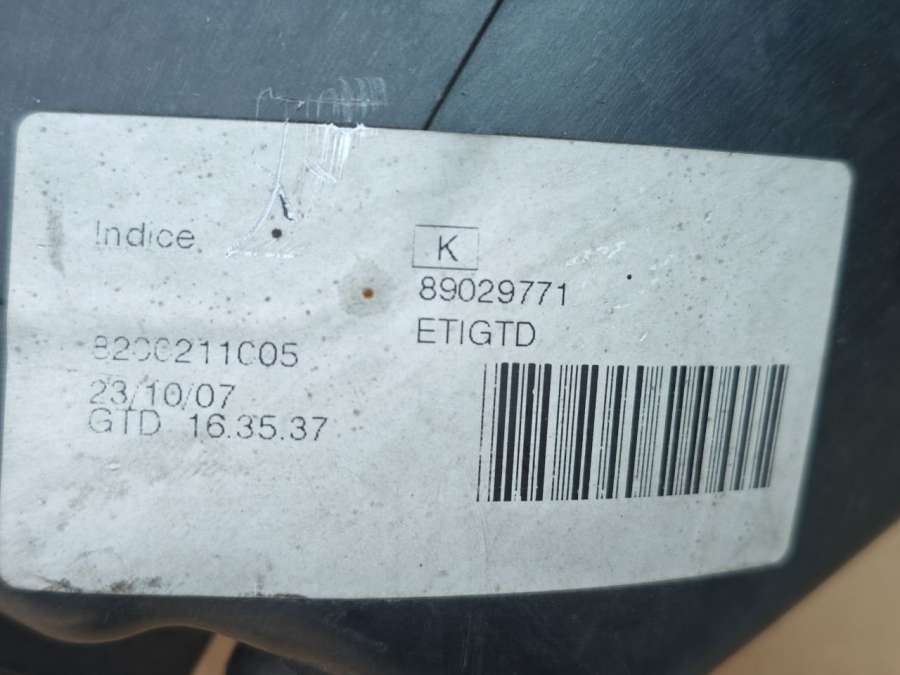 Indice
K
89029771
ETIGTD
8200211005
23/10/07
GTD 16.35.37